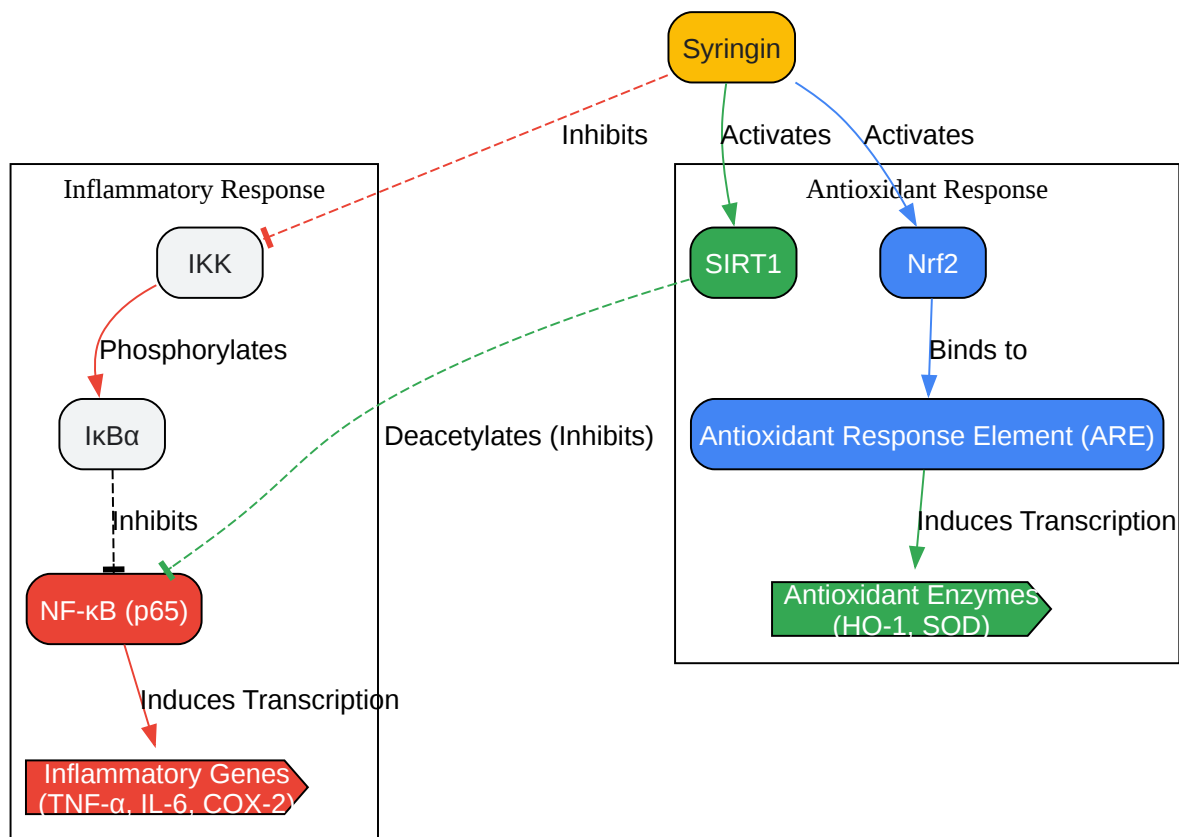 Syringin
Inhibits
Activates
Activates
Inflammatory Response
Antioxidant Response
IKK
SIRT1
Nrf2
Phosphorylates
Binds to
IκBα
Deacetylates (Inhibits)
Antioxidant Response Element (ARE)
Inhibits
Induces Transcription
NF-κB (p65)
Antioxidant Enzymes
(HO-1, SOD)
Induces Transcription
Inflammatory Genes
(TNF-α, IL-6, COX-2)